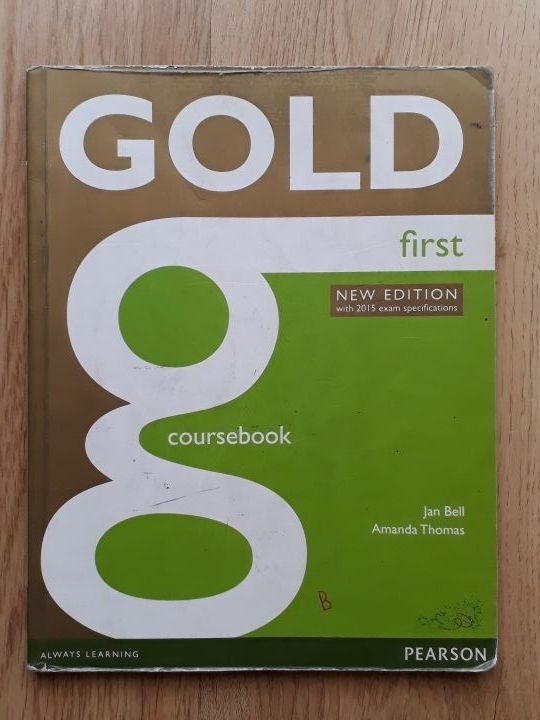 GOLD
first
NEW EDITION
with 2015 exam specifications
coursebook
Jan Bell
Amanda Thomas
B
ALWAYS LEARNING
PEARSON